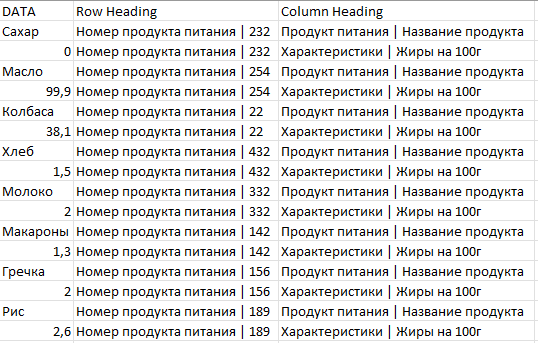 DATA Row Heading Column Heading
Сахар Номер продукта питания | 232 Продукт питания | Название продукта
0 Номер продукта питания | 232 Характеристики | Жиры на 100г
Масло Номер продукта питания | 254 Продукт питания | Название продукта
99,9 Номер продукта питания | 254 Характеристики | Жиры на 100г
Колбаса Номер продукта питания | 22 Продукт питания | Название продукта
38,1 Номер продукта питания | 22 Характеристики | Жиры на 100г
Хлеб Номер продукта питания | 432 Продукт питания | Название продукта
1,5 Номер продукта питания | 432 Характеристики | Жиры на 100г
Молоко Номер продукта питания | 332 Продукт питания | Название продукта
2 Номер продукта питания | 332 Характеристики | Жиры на 100г
Макароны Номер продукта питания | 142 Продукт питания | Название продукта
1,3 Номер продукта питания | 142 Характеристики | Жиры на 100г
Гречка Номер продукта питания | 156 Продукт питания | Название продукта
2 Номер продукта питания | 156 Характеристики | Жиры на 100г
Рис Номер продукта питания | 189 Продукт питания | Название продукта
2,6 Номер продукта питания | 189 Характеристики | Жиры на 100г